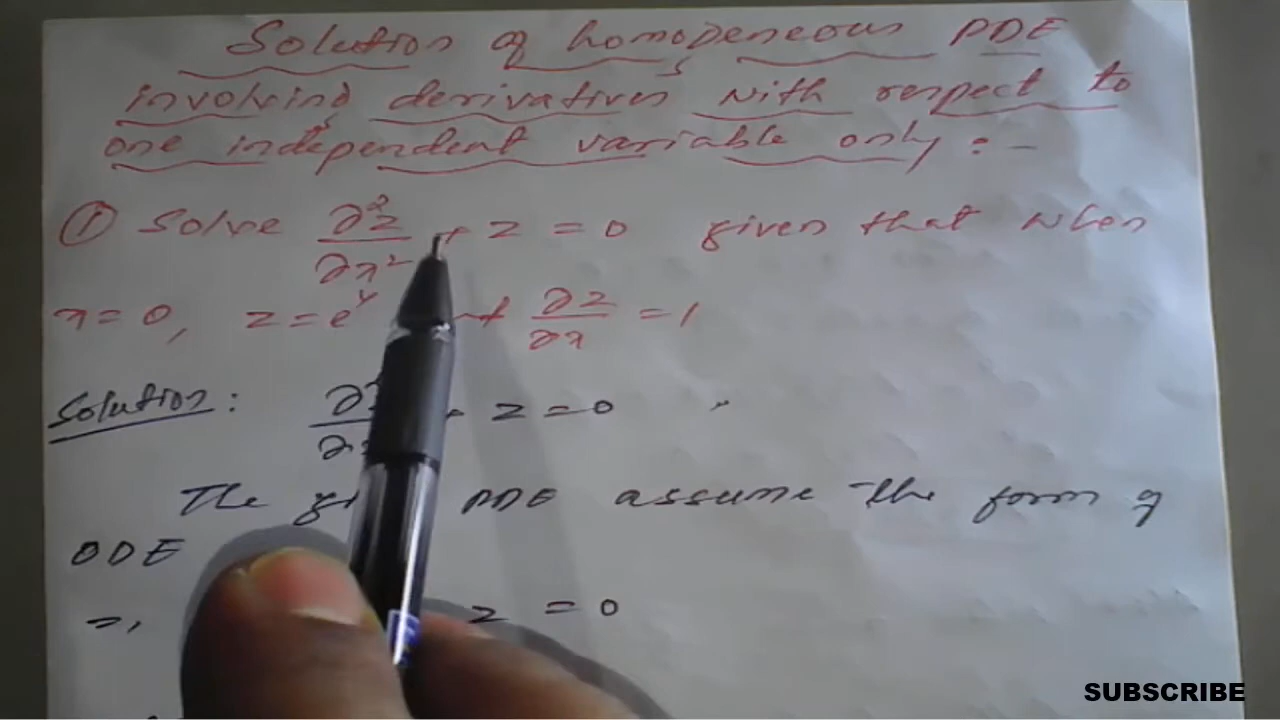 Solution of homogeneous PDE
involving derivatives with respect to
one independent variable only :-
① Solve ∂²z/∂x² + z = 0 given that when
x = 0, z = e^y ∂z/∂x = 1
Solution : z = 0
The PDE assume the form of
ODE
⇒, z = 0
SUBSCRIBE